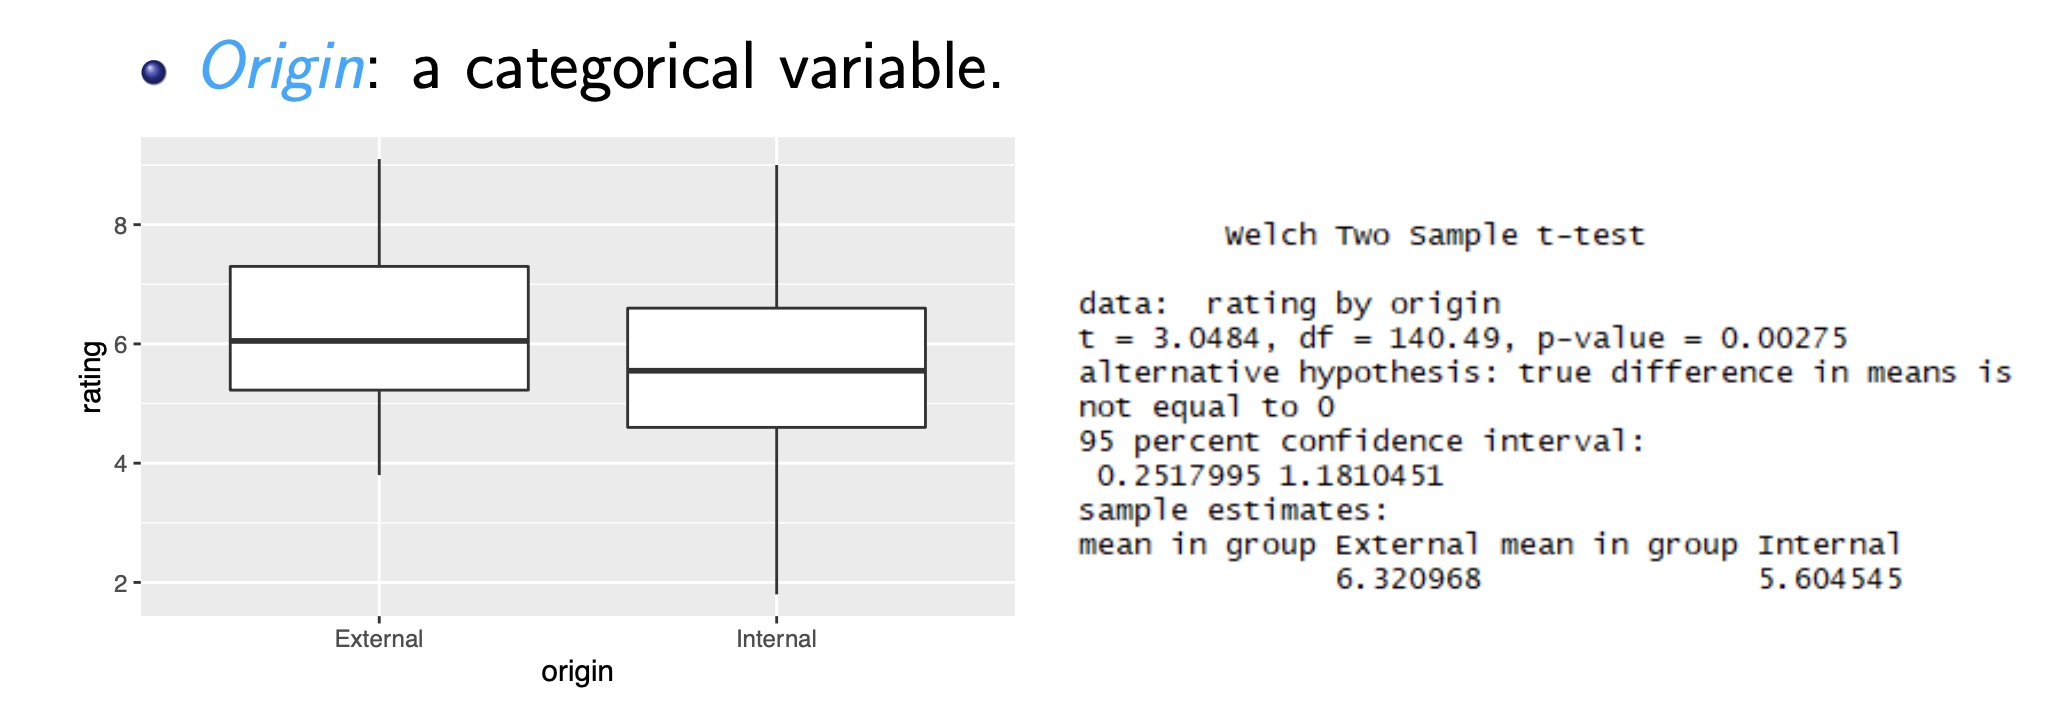 Origin: a categorical variable.
8
6
4
2
rating
External Internal
origin
Welch Two Sample t-test
data: rating by origin
t = 3.0484, df = 140.49, p-value = 0.00275
alternative hypothesis: true difference in means is
not equal to 0
95 percent confidence interval:
0.2517995 1.1810451
sample estimates:
mean in group External mean in group Internal
6.320968 5.604545